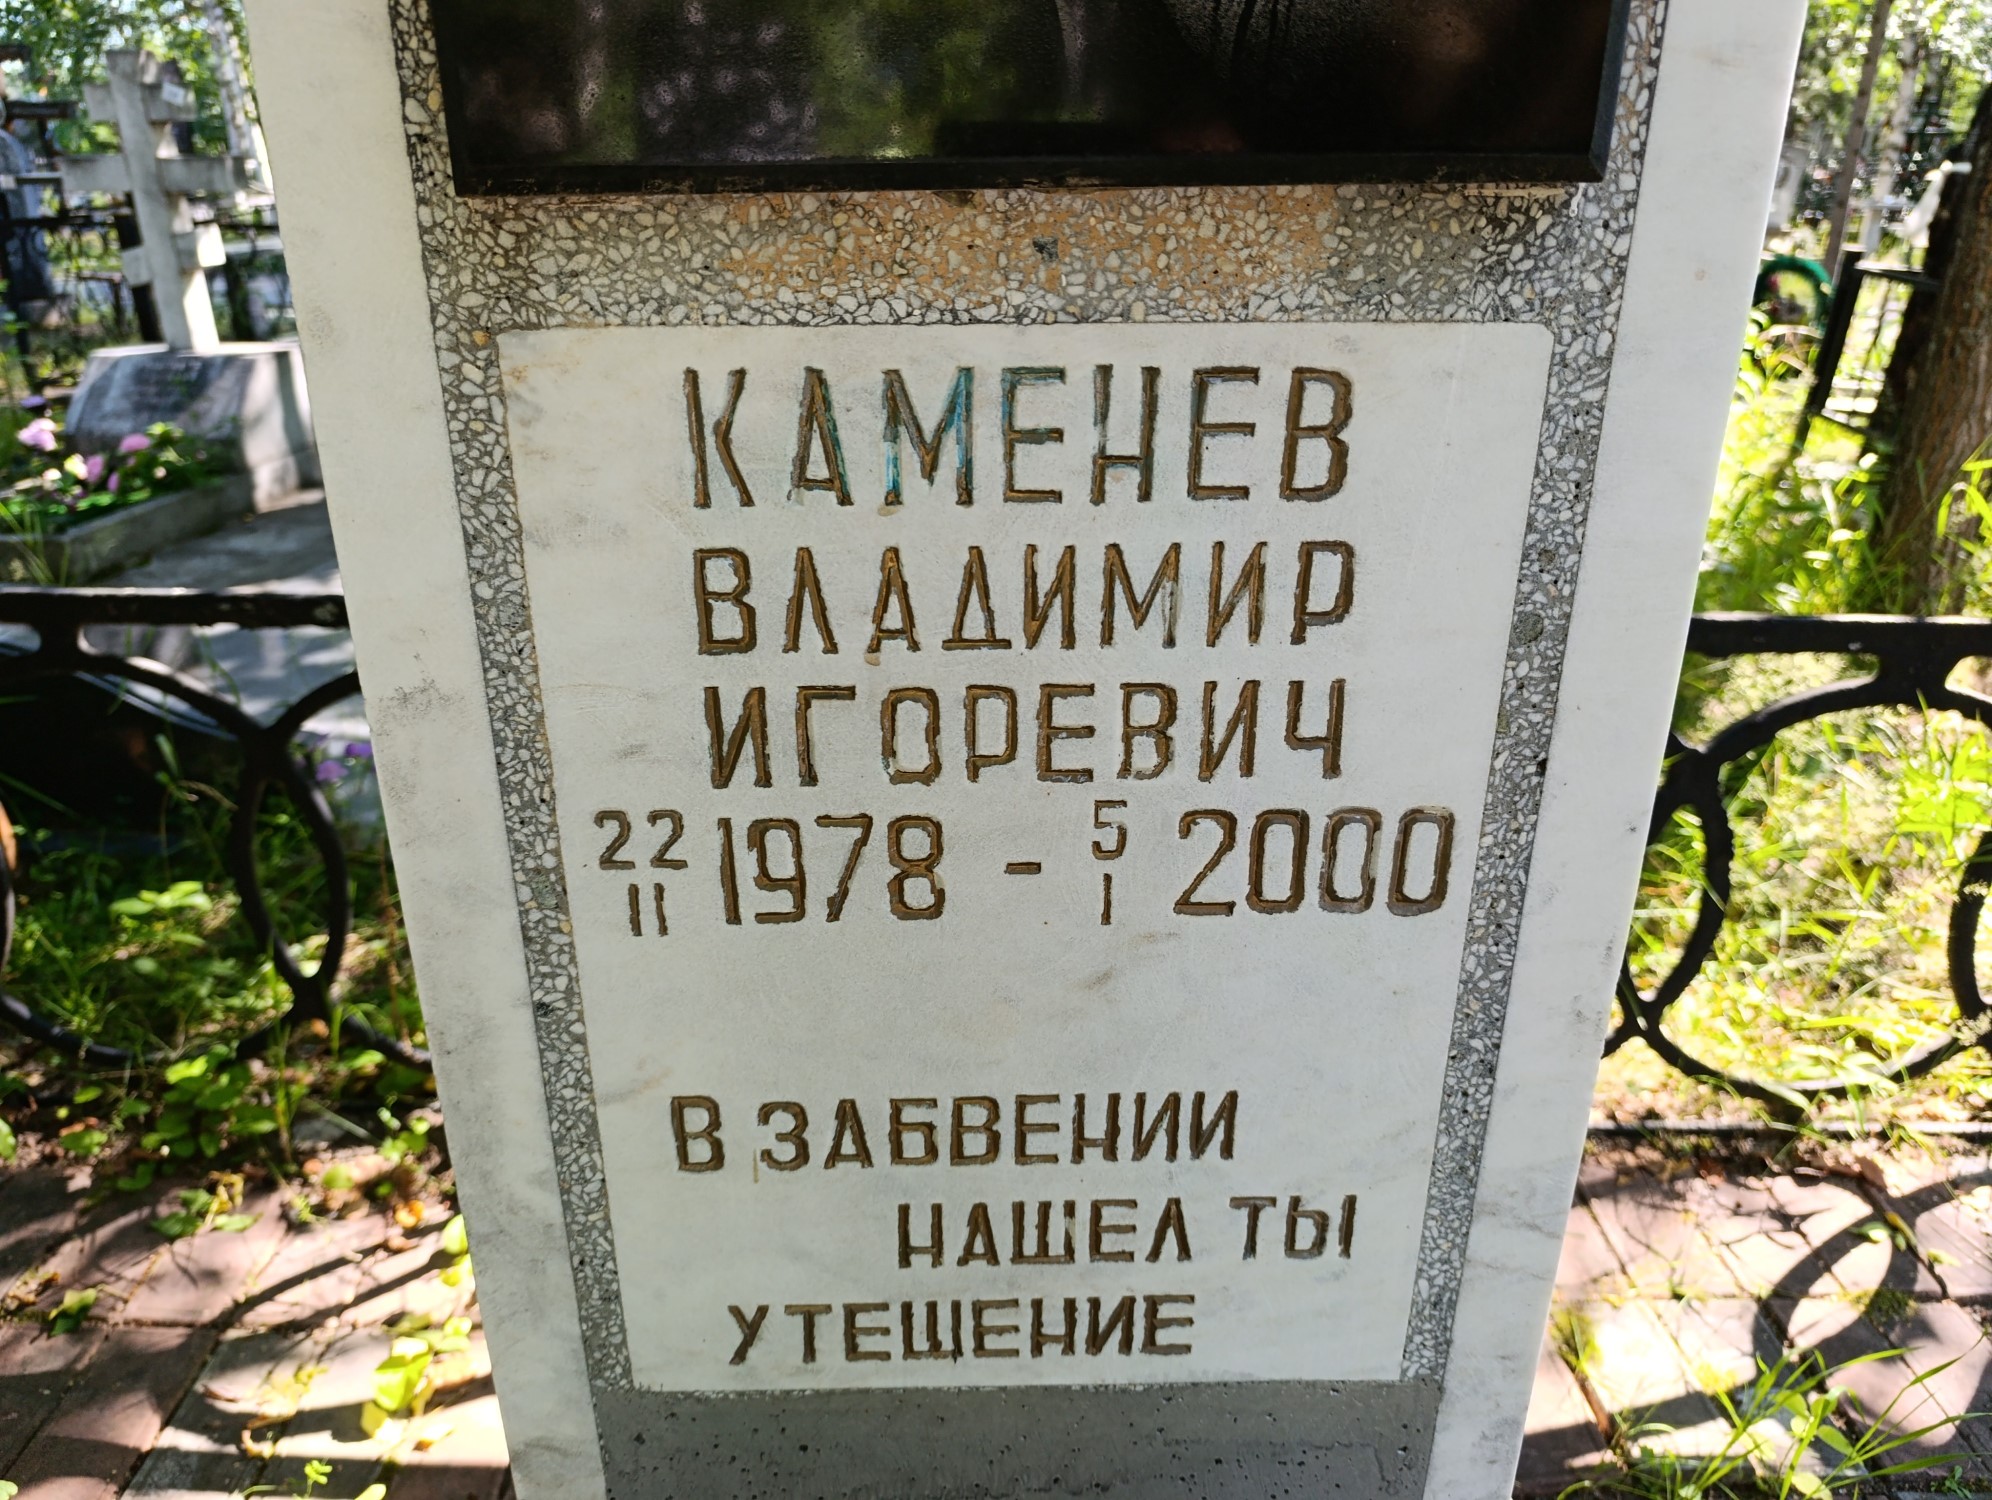 КАМЕНЕВ
ВЛАДИМИР
ИГОРЕВИЧ
22/II 1978 - 5/I 2000
В ЗАБВЕНИИ
НАШЕЛ ТЫ
УТЕШЕНИЕ